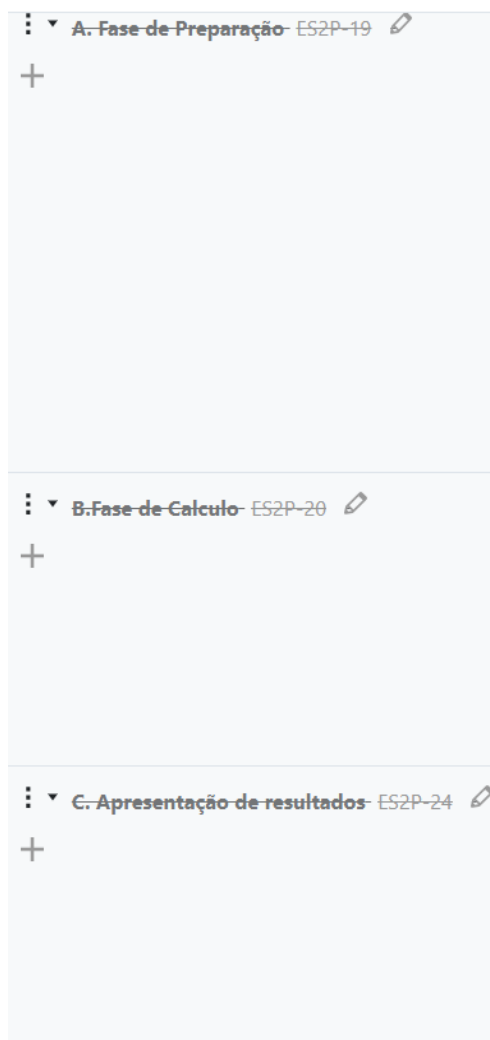 A. Fase de Preparação ES2P-19
B.Fase de Calculo ES2P-20
C. Apresentação de resultados ES2P-24